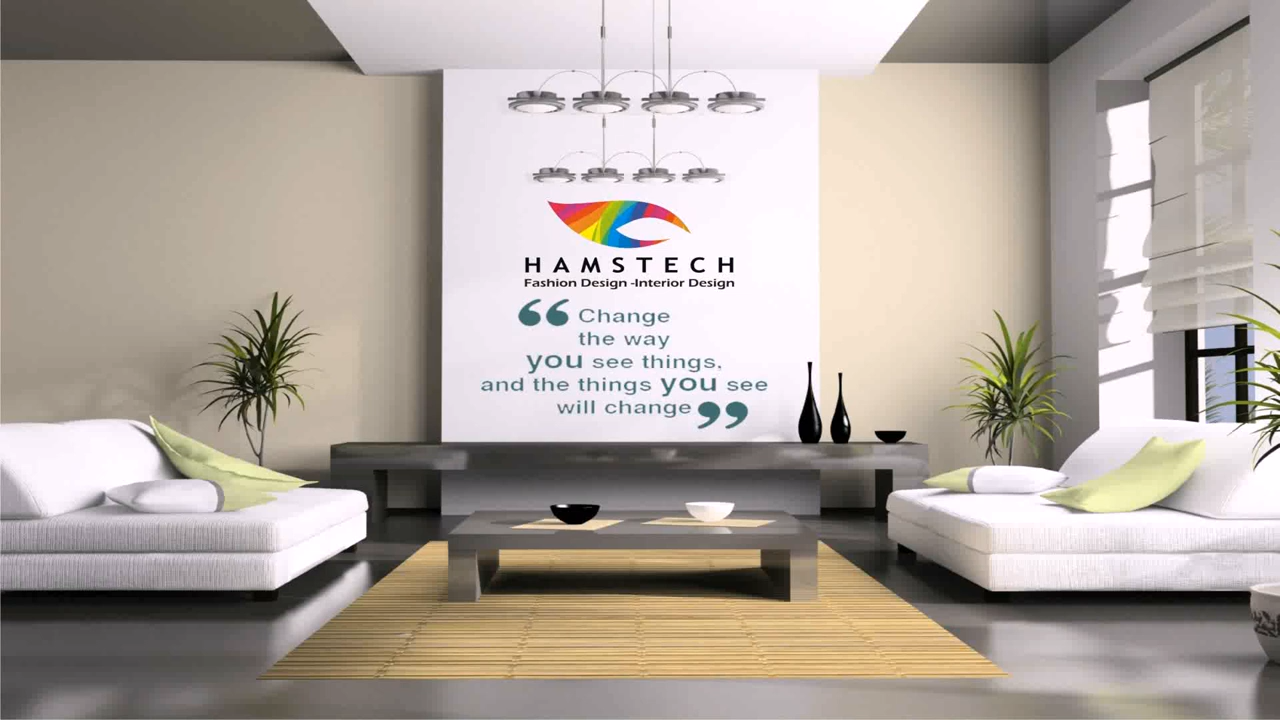 HAMSTECH
Fashion Design -Interior Design
“Change
the way
you see things,
and the things you see
will change”